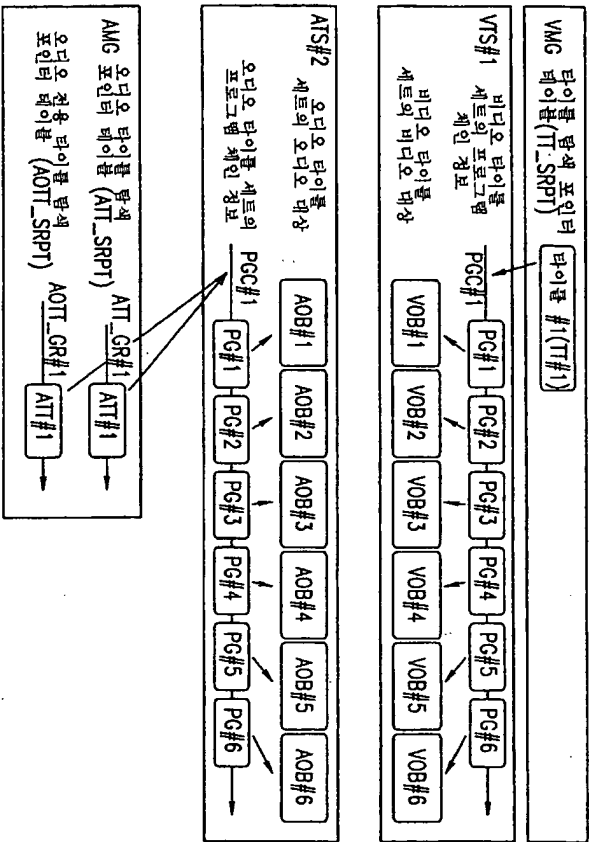 VMG 타이틀 탐색 포인터
테이블(TT_SRPT)
타이틀 #1(TT#1)
VTS#1
비디오 타이틀
세트의 프로그램
체인 정보
PGC#1
PG#1
PG#2
PG#3
PG#4
PG#5
PG#6
비디오 타이틀
세트의 비디오 대상
VOB#1
VOB#2
VOB#3
VOB#4
VOB#5
VOB#6
ATS#2
오디오 타이틀
세트의 오디오 대상
AOB#1
AOB#2
AOB#3
AOB#4
AOB#5
AOB#6
오디오 타이틀 세트의
프로그램 체인 정보
PGC#1
PG#1
PG#2
PG#3
PG#4
PG#5
PG#6
AMG 오디오 타이틀 탐색
포인터 테이블 (ATT_SRPT)
ATT_GR#1
ATT#1
오디오 전용 타이틀 탐색
포인터 테이블 (AOTT_SRPT)
AOTT_GR#1
ATT#1